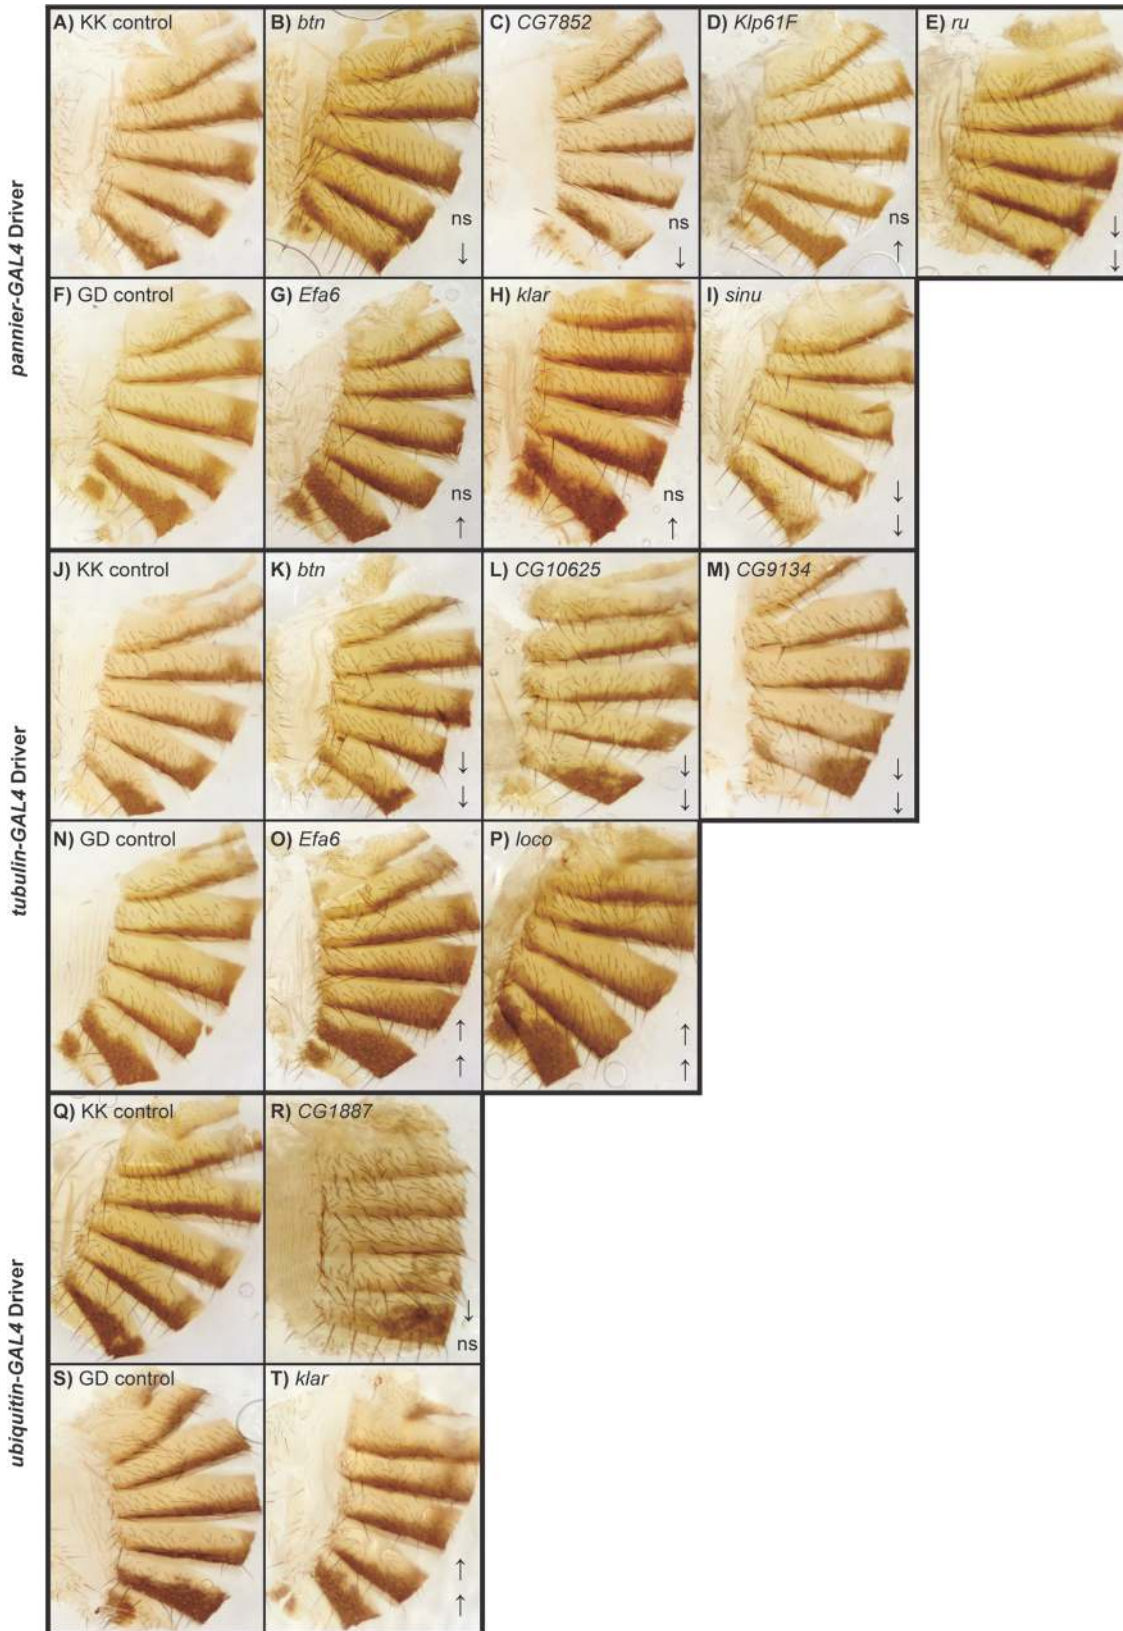 pannier-GAL4 Driver
A) KK control
B) btn
ns
↓
C) CG7852
ns
↓
D) Klp61F
ns
↑
E) ru
↓
↓
F) GD control
G) Efa6
ns
↑
H) klar
ns
↑
I) sinu
↓
↓
tubulin-GAL4 Driver
J) KK control
K) btn
↓
↓
L) CG10625
↓
↓
M) CG9134
↓
↓
N) GD control
O) Efa6
↑
↑
P) loco
↑
↑
ubiquitin-GAL4 Driver
Q) KK control
R) CG1887
↓
ns
S) GD control
T) klar
↑
↑